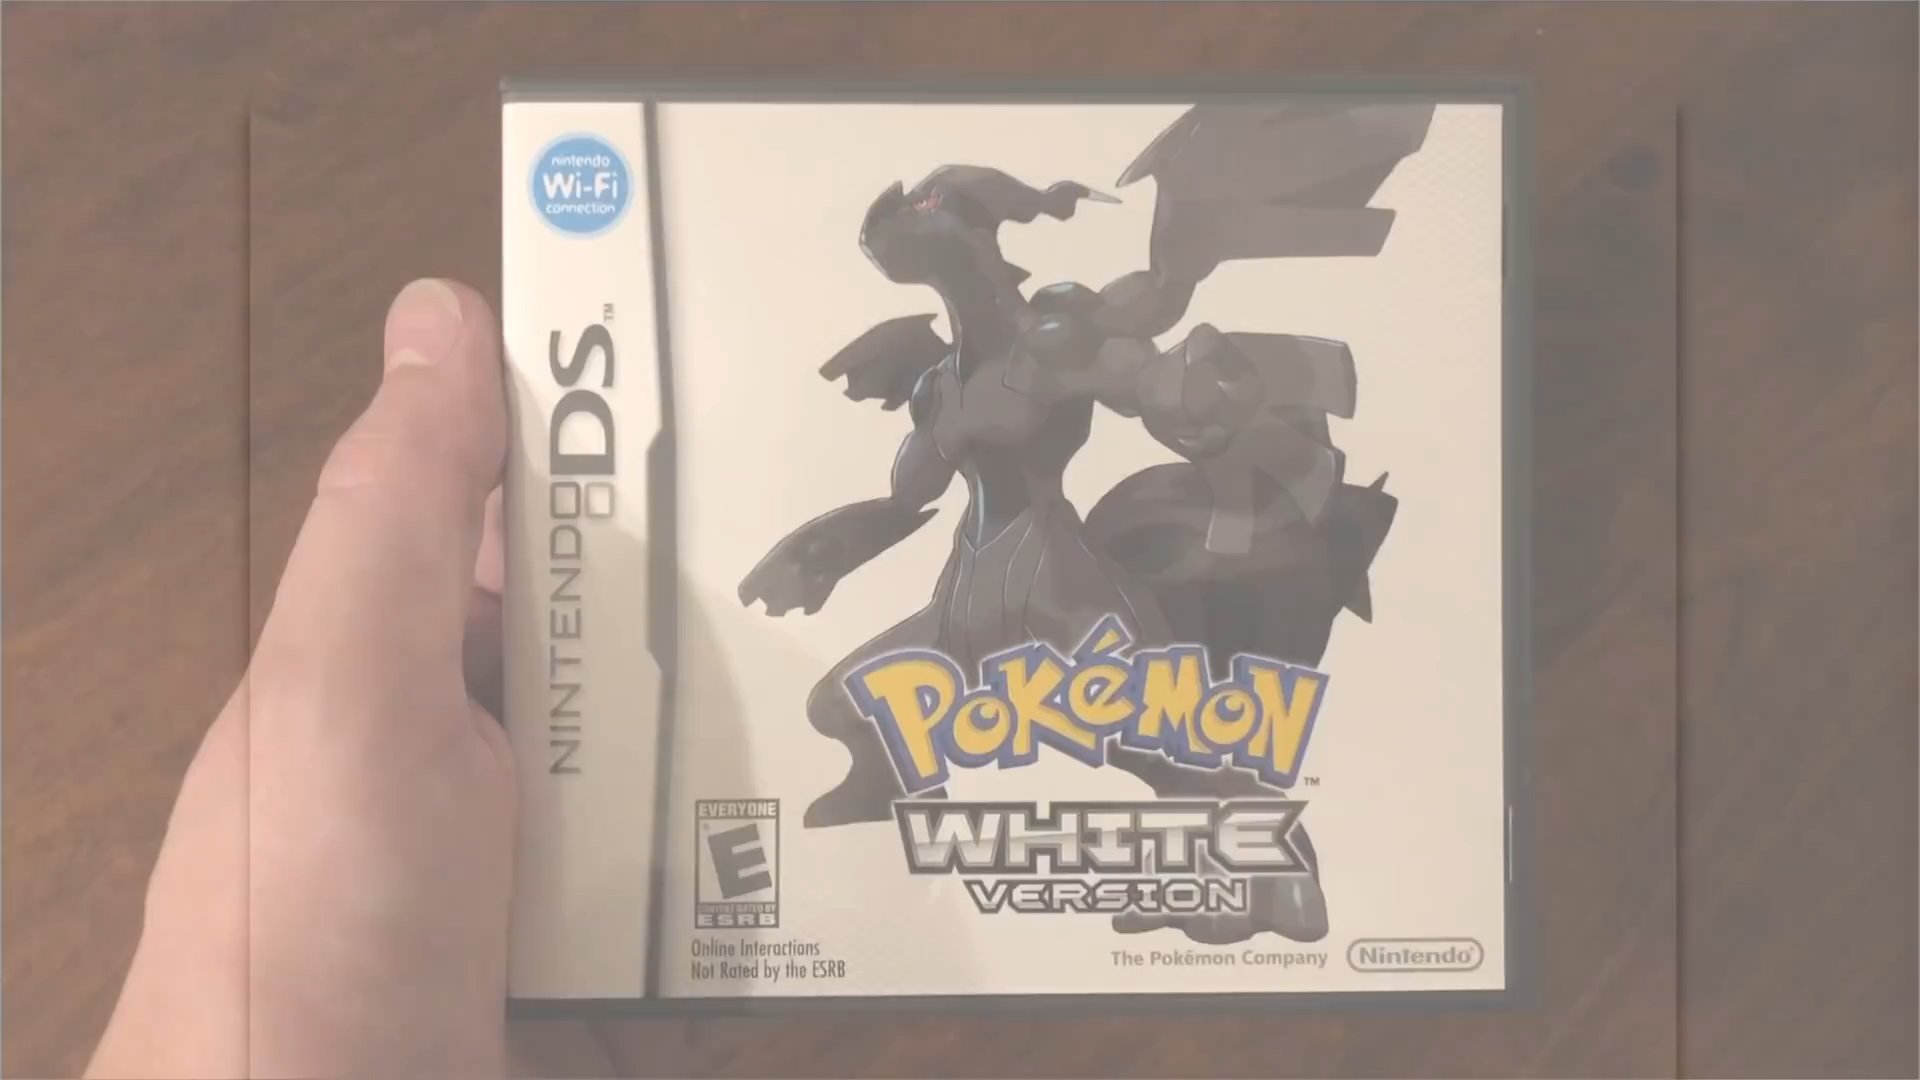 nintendo
Wi-Fi
connection
NINTENDO DS™
POKÉMON™
WHITE
VERSION
EVERYONE
E
CONTENT RATED BY
ESRB
Online Interactions
Not Rated by the ESRB
The Pokémon Company
Nintendo®